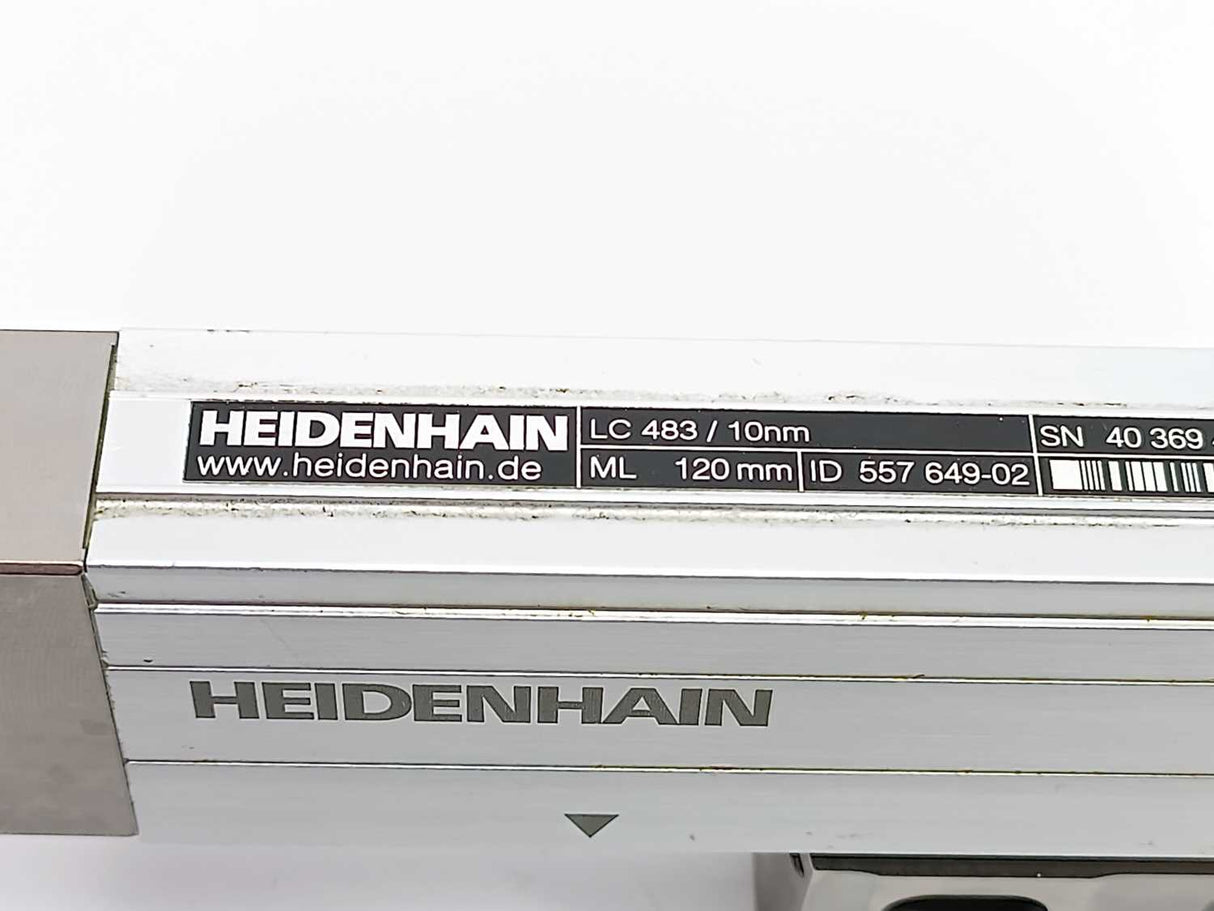 HEIDENHAIN
www.heidenhain.de
LC 483 / 10nm
ML 120 mm
ID 557 649-02
SN 40 369
HEIDENHAIN